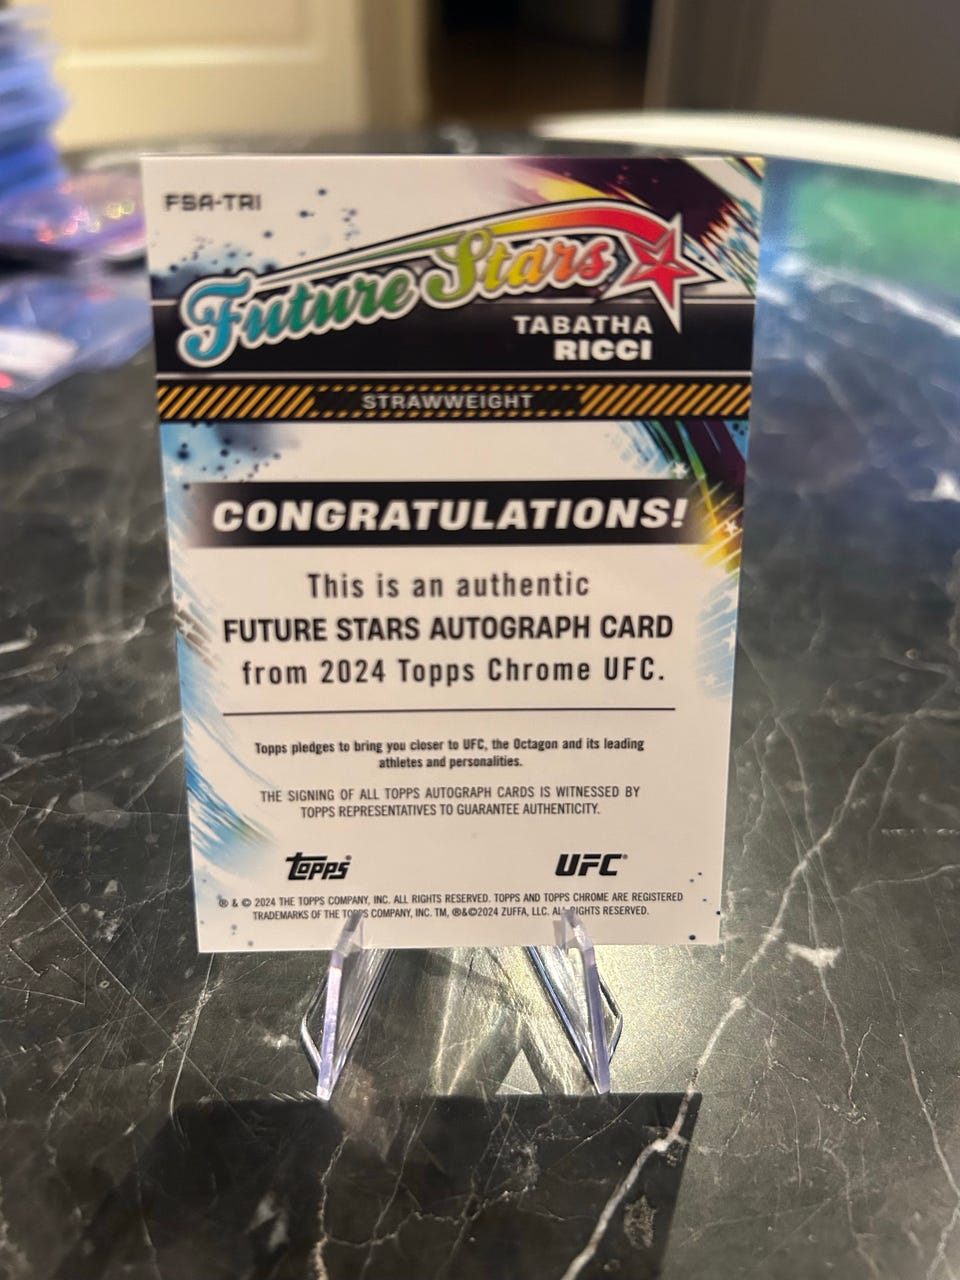 FSA-TRI
Future Stars
TABATHA
RICCI
STRAWWEIGHT
CONGRATULATIONS!
This is an authentic
FUTURE STARS AUTOGRAPH CARD
from 2024 Topps Chrome UFC.
Topps pledges to bring you closer to UFC, the Octagon and its leading
athletes and personalities.
THE SIGNING OF ALL TOPPS AUTOGRAPH CARDS IS WITNESSED BY
TOPPS REPRESENTATIVES TO GUARANTEE AUTHENTICITY.
Topps® UFC®
® & © 2024 THE TOPPS COMPANY, INC. ALL RIGHTS RESERVED. TOPPS AND TOPPS CHROME ARE REGISTERED
TRADEMARKS OF THE TOPPS COMPANY, INC. TM, ®&©2024 ZUFFA, LLC. ALL RIGHTS RESERVED.